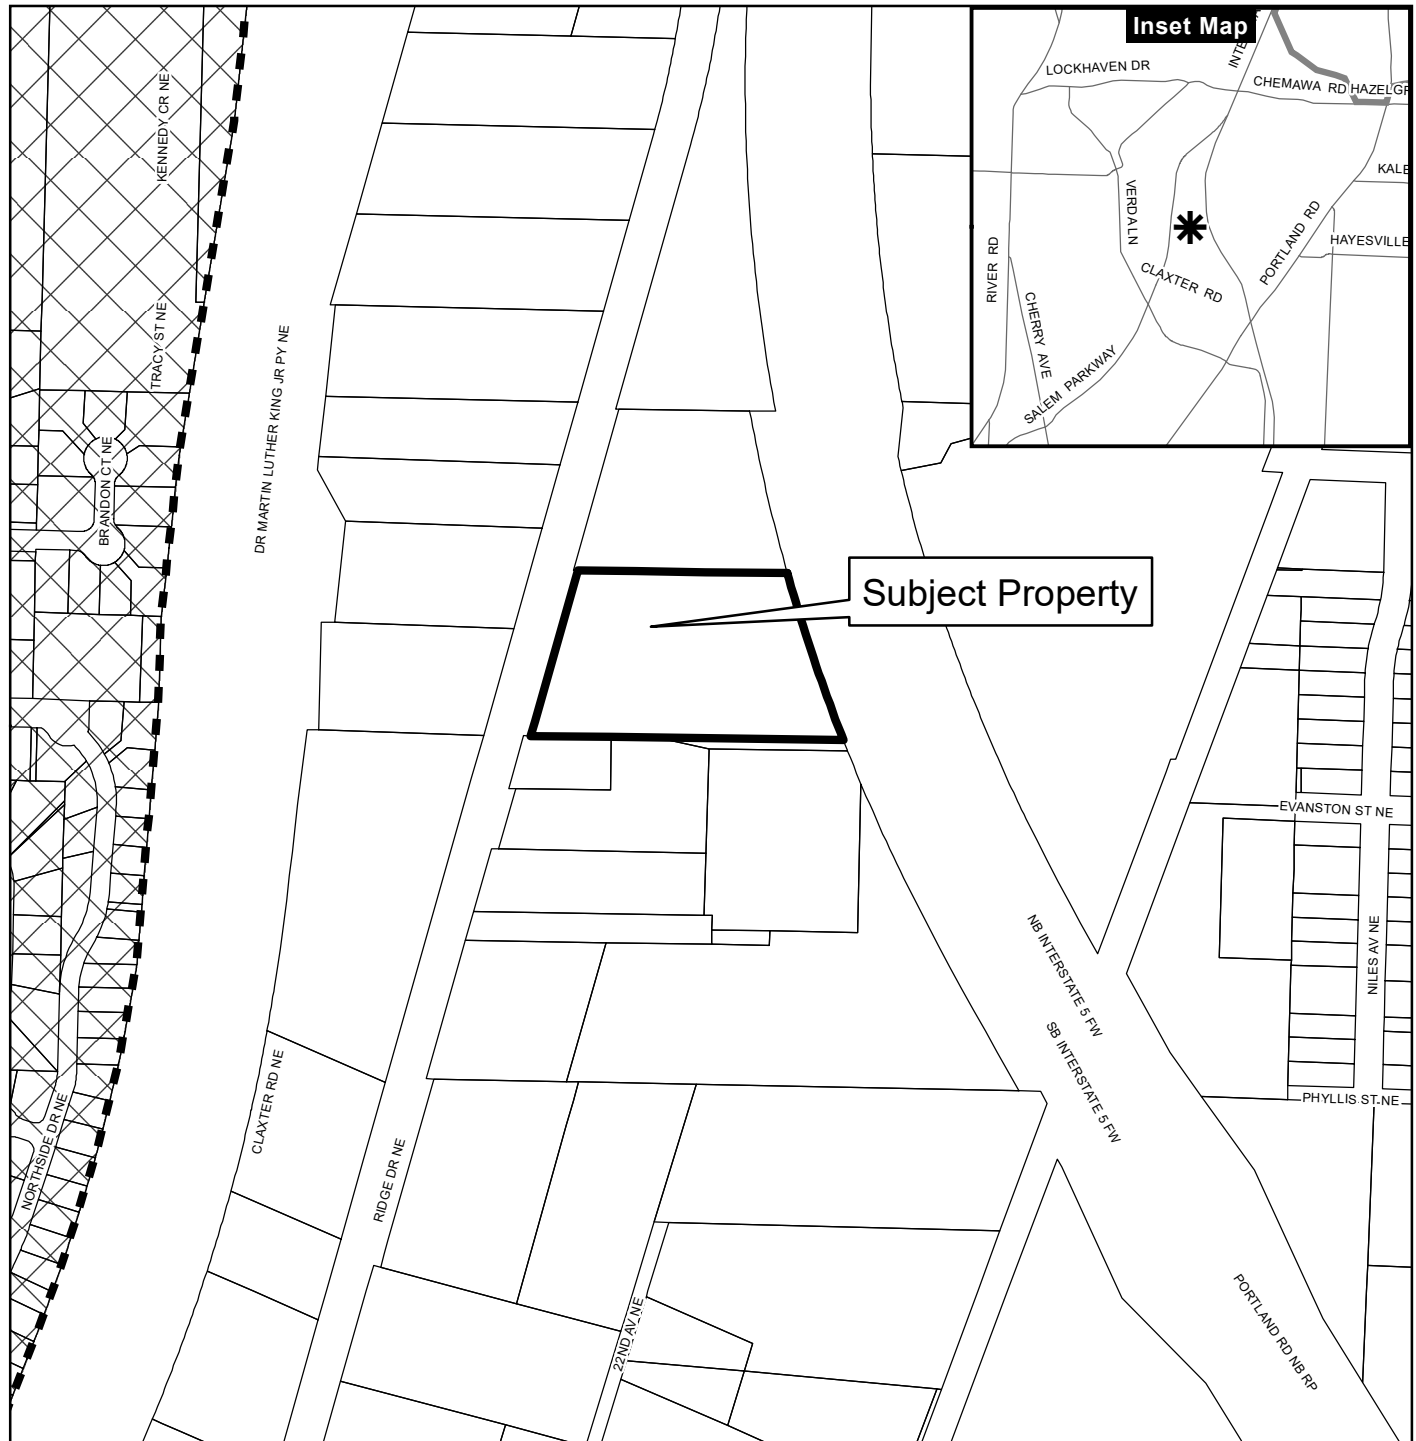 Inset Map
LOCKHAVEN DR
CHEMAWA RD
HAZELGR
VERDA LN
KALE
RIVER RD
PORTLAND RD
HAYESVILLE
CLAXTER RD
CHERRY AVE
SALEM PARKWAY
KENNEDY CR NE
TRACY ST NE
DR MARTIN LUTHER KING JR PY NE
BRANDON CT NE
Subject Property
EVANSTON ST NE
NILES AV NE
NB INTERSTATE 5 FW
SB INTERSTATE 5 FW
PHYLLIS ST NE
CLAXTER RD NE
NORTHSIDE DR NE
RIDGE DR NE
22ND AV NE
PORTLAND RD NB RP